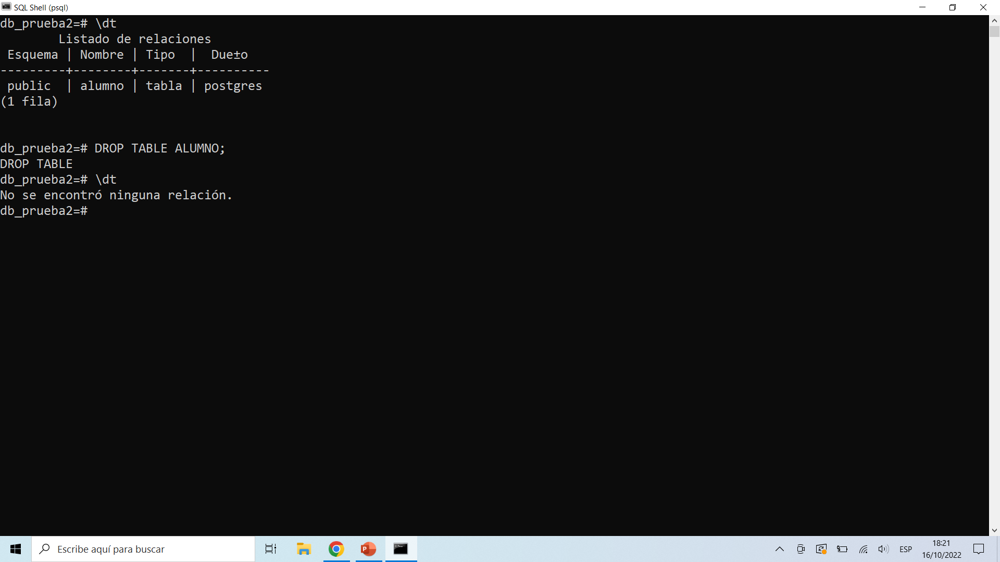 SQL Shell (psql)
db_prueba2=# \dt
Listado de relaciones
Esquema | Nombre | Tipo | Due±o
---------+--------+-------+----------
public | alumno | tabla | postgres
(1 fila)
db_prueba2=# DROP TABLE ALUMNO;
DROP TABLE
db_prueba2=# \dt
No se encontró ninguna relación.
db_prueba2=#
Escribe aquí para buscar
P
ESP
18:21
16/10/2022